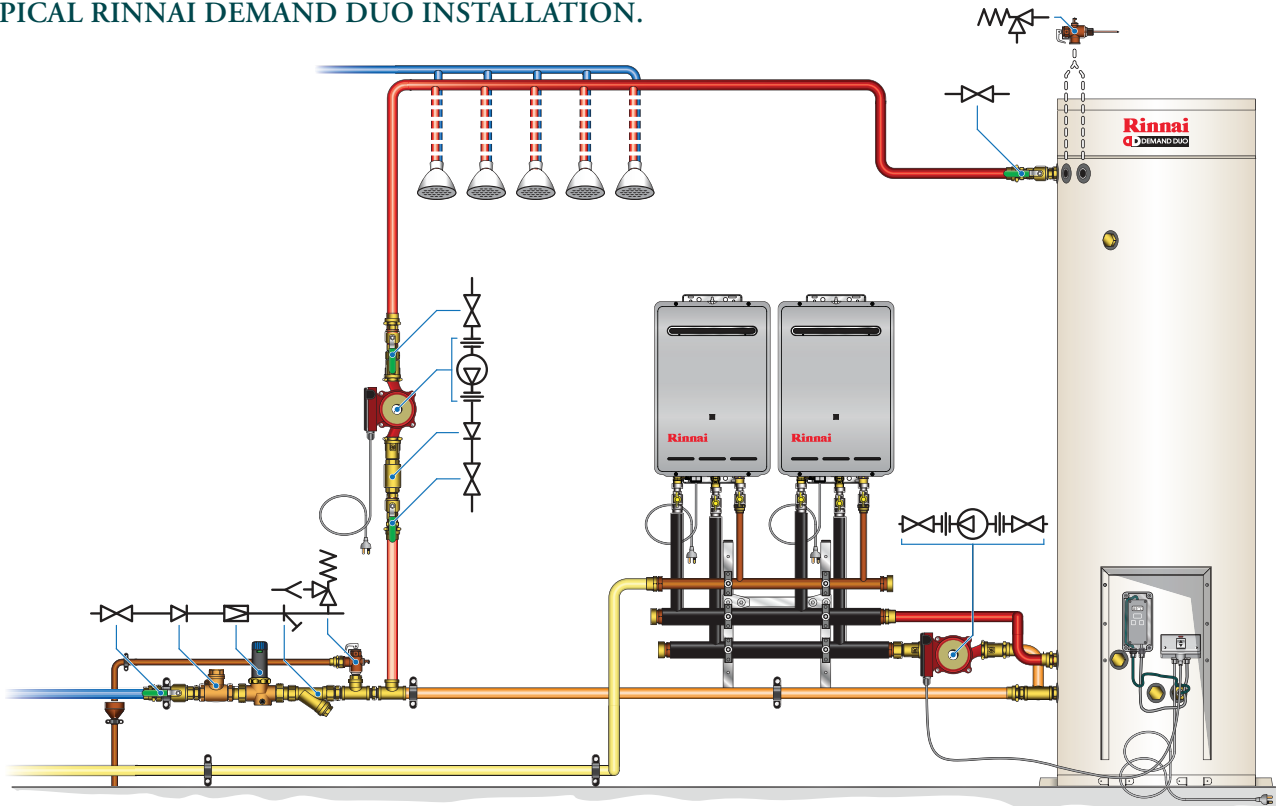 PICAL RINNAI DEMAND DUO INSTALLATION.
Rinnai
DEMAND DUO
Rinnai
Rinnai